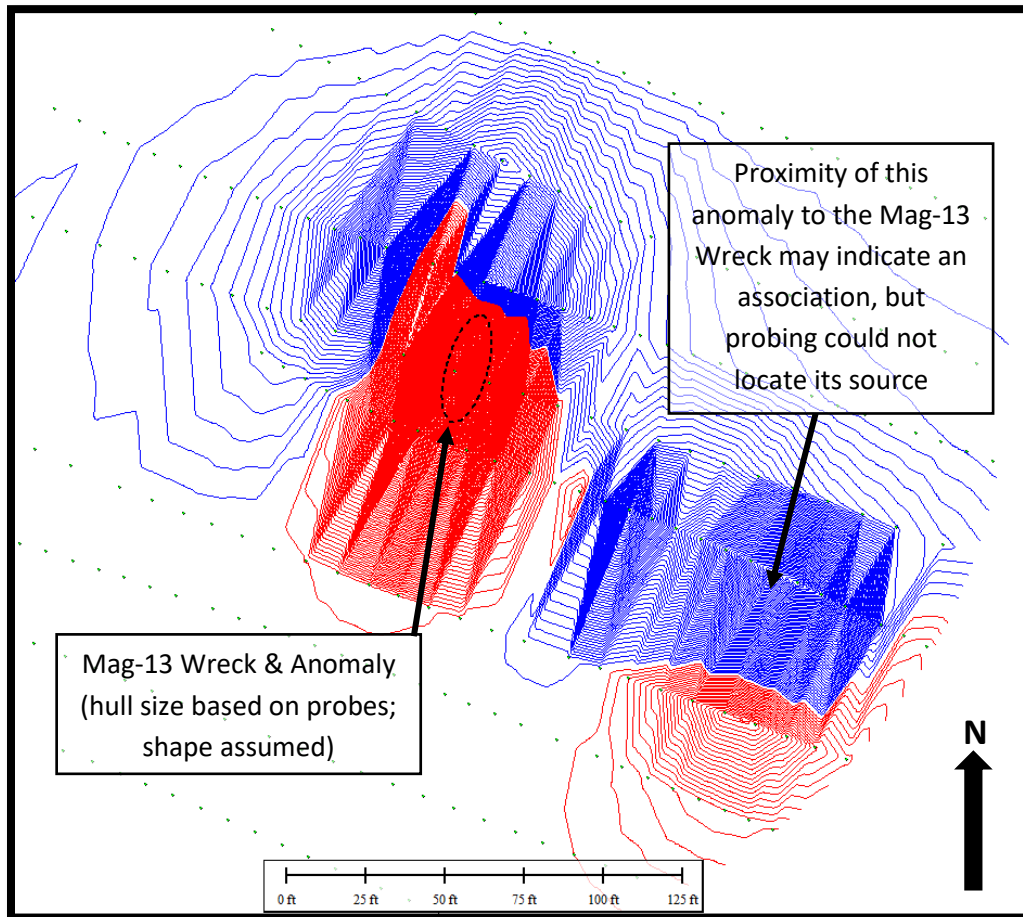 Proximity of this
anomaly to the Mag-13
Wreck may indicate an
association, but
probing could not
locate its source
Mag-13 Wreck & Anomaly
(hull size based on probes;
shape assumed)
N
0 ft 25 ft 50 ft 75 ft 100 ft 125 ft